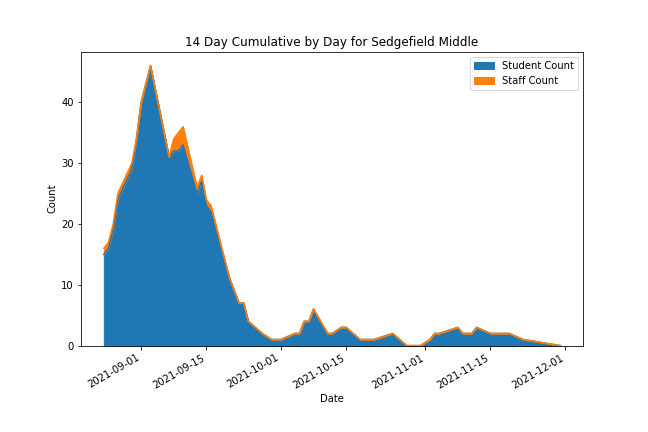 14 Day Cumulative by Day for Sedgefield Middle
Student Count
Staff Count
40
30
20
10
0
Count
2021-09-01
2021-09-15
2021-10-01
2021-10-15
2021-11-01
2021-11-15
2021-12-01
Date